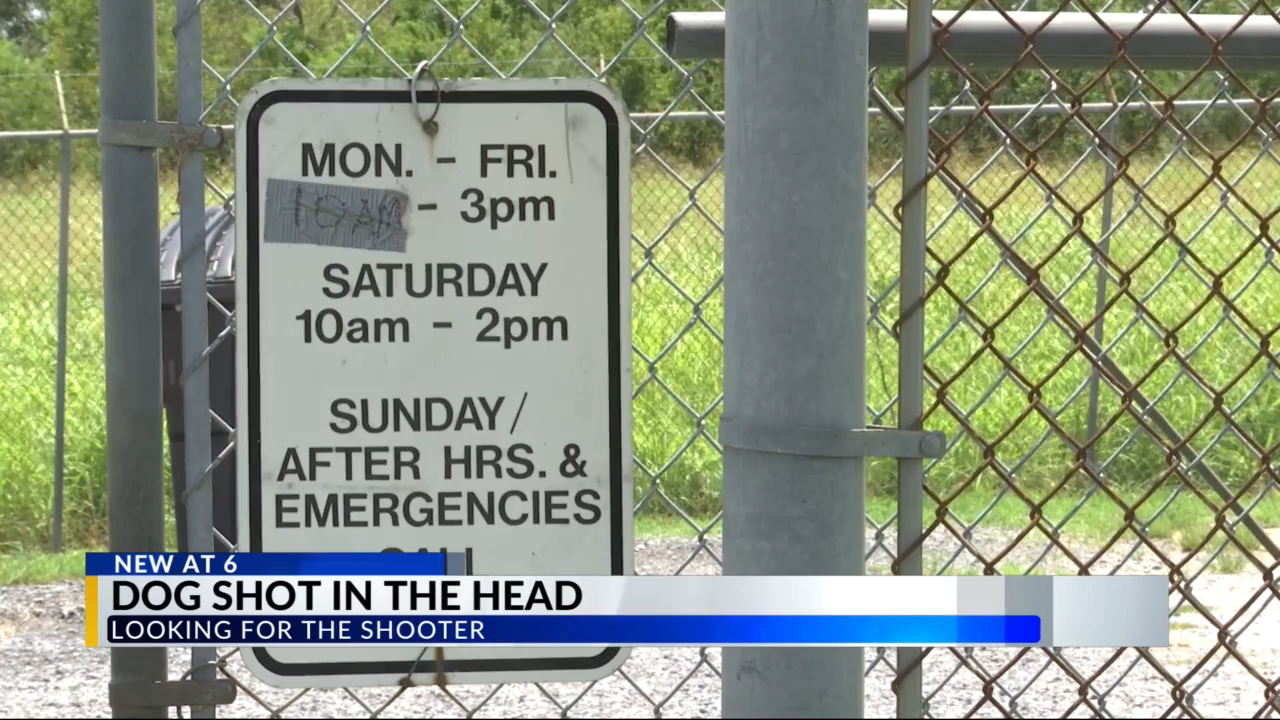 MON. - FRI.
10AM - 3pm
SATURDAY
10am - 2pm
SUNDAY/
AFTER HRS. &
EMERGENCIES
CALL
NEW AT 6
DOG SHOT IN THE HEAD
LOOKING FOR THE SHOOTER